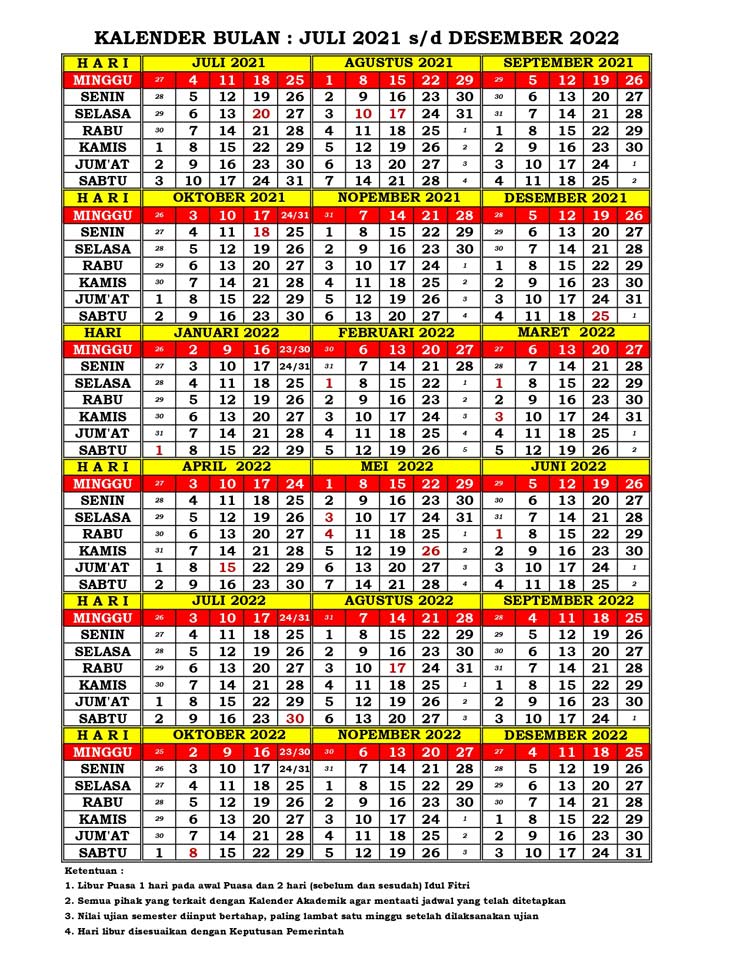 KALENDER BULAN : JULI 2021 s/d DESEMBER 2022
H A R I JULI 2021 AGUSTUS 2021 SEPTEMBER 2021
MINGGU 27 4 11 18 25 1 8 15 22 29 29 5 12 19 26
SENIN 28 5 12 19 26 2 9 16 23 30 30 6 13 20 27
SELASA 29 6 13 20 27 3 10 17 24 31 31 7 14 21 28
RABU 30 7 14 21 28 4 11 18 25 1 1 8 15 22 29
KAMIS 1 8 15 22 29 5 12 19 26 2 2 9 16 23 30
JUM'AT 2 9 16 23 30 6 13 20 27 3 3 10 17 24 1
SABTU 3 10 17 24 31 7 14 21 28 4 4 11 18 25 2
H A R I OKTOBER 2021 NOPEMBER 2021 DESEMBER 2021
MINGGU 26 3 10 17 24/31 31 7 14 21 28 28 5 12 19 26
SENIN 27 4 11 18 25 1 8 15 22 29 29 6 13 20 27
SELASA 28 5 12 19 26 2 9 16 23 30 30 7 14 21 28
RABU 29 6 13 20 27 3 10 17 24 1 1 8 15 22 29
KAMIS 30 7 14 21 28 4 11 18 25 2 2 9 16 23 30
JUM'AT 1 8 15 22 29 5 12 19 26 3 3 10 17 24 31
SABTU 2 9 16 23 30 6 13 20 27 4 4 11 18 25 1
HARI JANUARI 2022 FEBRUARI 2022 MARET 2022
MINGGU 26 2 9 16 23/30 30 6 13 20 27 27 6 13 20 27
SENIN 27 3 10 17 24/31 31 7 14 21 28 28 7 14 21 28
SELASA 28 4 11 18 25 1 8 15 22 1 1 8 15 22 29
RABU 29 5 12 19 26 2 9 16 23 2 2 9 16 23 30
KAMIS 30 6 13 20 27 3 10 17 24 3 3 10 17 24 31
JUM'AT 31 7 14 21 28 4 11 18 25 4 4 11 18 25 1
SABTU 1 8 15 22 29 5 12 19 26 5 5 12 19 26 2
H A R I APRIL 2022 MEI 2022 JUNI 2022
MINGGU 27 3 10 17 24 1 8 15 22 29 29 5 12 19 26
SENIN 28 4 11 18 25 2 9 16 23 30 30 6 13 20 27
SELASA 29 5 12 19 26 3 10 17 24 31 31 7 14 21 28
RABU 30 6 13 20 27 4 11 18 25 1 1 8 15 22 29
KAMIS 31 7 14 21 28 5 12 19 26 2 2 9 16 23 30
JUM'AT 1 8 15 22 29 6 13 20 27 3 3 10 17 24 1
SABTU 2 9 16 23 30 7 14 21 28 4 4 11 18 25 2
H A R I JULI 2022 AGUSTUS 2022 SEPTEMBER 2022
MINGGU 26 3 10 17 24/31 31 7 14 21 28 28 4 11 18 25
SENIN 27 4 11 18 25 1 8 15 22 29 29 5 12 19 26
SELASA 28 5 12 19 26 2 9 16 23 30 30 6 13 20 27
RABU 29 6 13 20 27 3 10 17 24 31 31 7 14 21 28
KAMIS 30 7 14 21 28 4 11 18 25 1 1 8 15 22 29
JUM'AT 1 8 15 22 29 5 12 19 26 2 2 9 16 23 30
SABTU 2 9 16 23 30 6 13 20 27 3 3 10 17 24 1
H A R I OKTOBER 2022 NOPEMBER 2022 DESEMBER 2022
MINGGU 25 2 9 16 23/30 30 6 13 20 27 27 4 11 18 25
SENIN 26 3 10 17 24/31 31 7 14 21 28 28 5 12 19 26
SELASA 27 4 11 18 25 1 8 15 22 29 29 6 13 20 27
RABU 28 5 12 19 26 2 9 16 23 30 30 7 14 21 28
KAMIS 29 6 13 20 27 3 10 17 24 1 1 8 15 22 29
JUM'AT 30 7 14 21 28 4 11 18 25 2 2 9 16 23 30
SABTU 1 8 15 22 29 5 12 19 26 3 3 10 17 24 31
Ketentuan :
1. Libur Puasa 1 hari pada awal Puasa dan 2 hari (sebelum dan sesudah) Idul Fitri
2. Semua pihak yang terkait dengan Kalender Akademik agar mentaati jadwal yang telah ditetapkan
3. Nilai ujian semester diinput bertahap, paling lambat satu minggu setelah dilaksanakan ujian
4. Hari libur disesuaikan dengan Keputusan Pemerintah